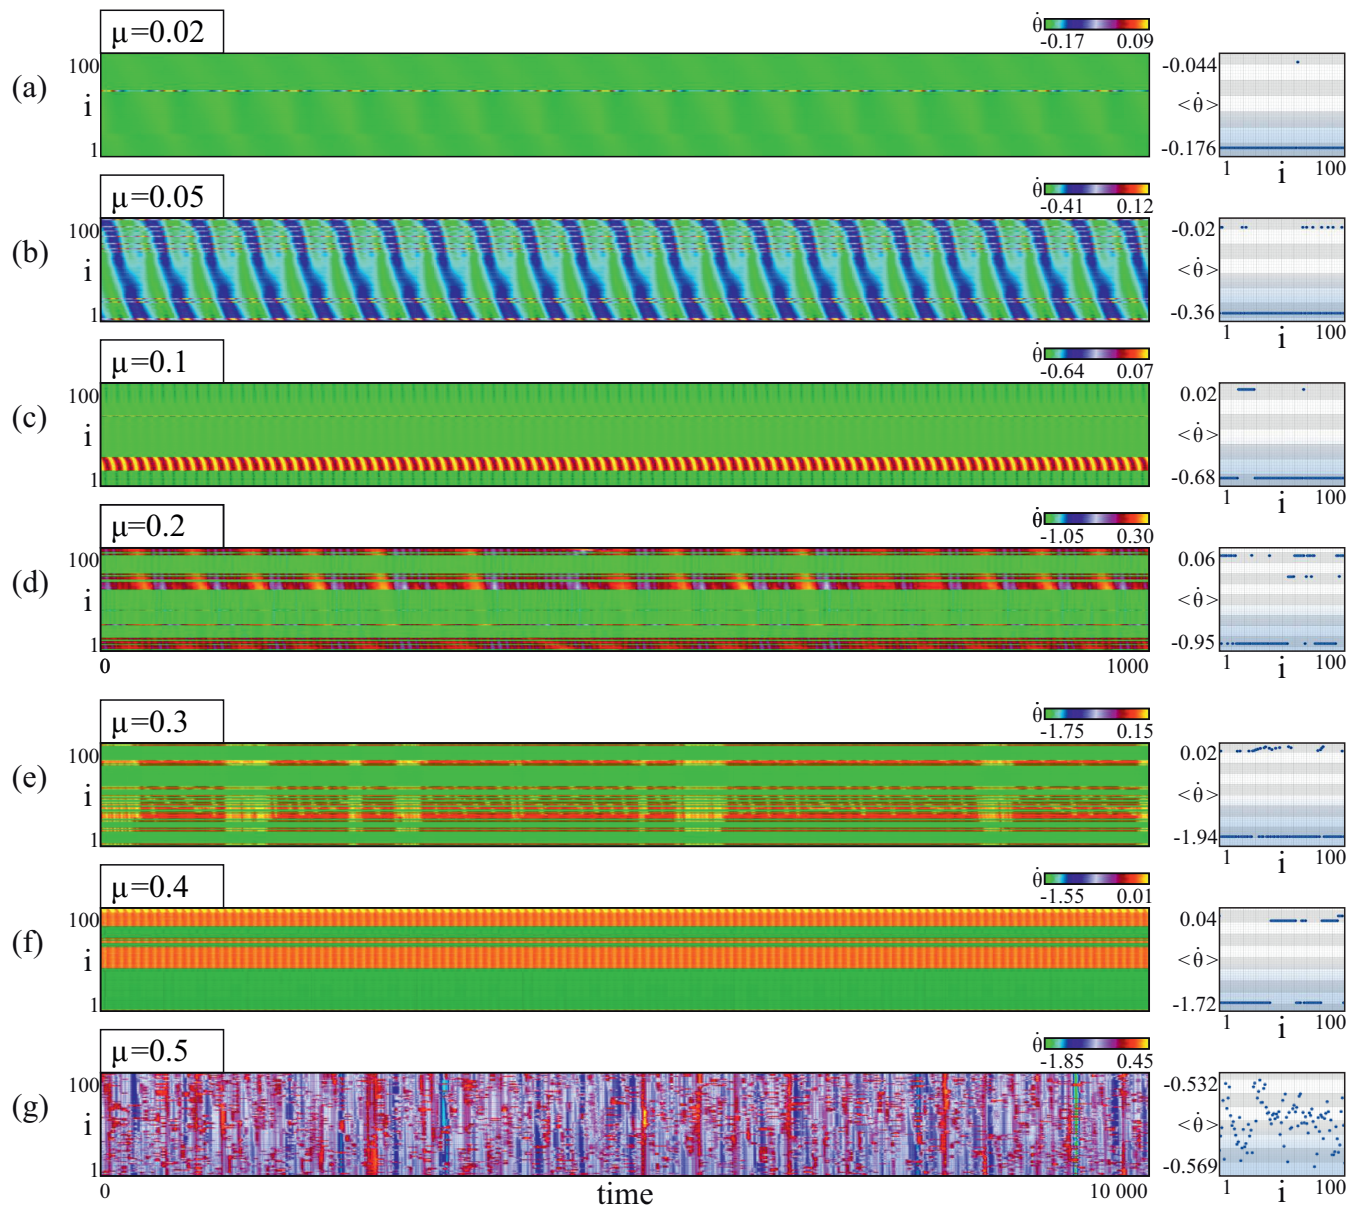 μ=0.02
θ̇
-0.17 0.09
(a)
100
i
1
-0.044
<θ̇>
-0.176
1 i 100
μ=0.05
θ̇
-0.41 0.12
(b)
100
i
1
-0.02
<θ̇>
-0.36
1 i 100
μ=0.1
θ̇
-0.64 0.07
(c)
100
i
1
0.02
<θ̇>
-0.68
1 i 100
μ=0.2
θ̇
-1.05 0.30
(d)
100
i
1
0 1000
0.06
<θ̇>
-0.95
1 i 100
μ=0.3
θ̇
-1.75 0.15
(e)
100
i
1
0.02
<θ̇>
-1.94
1 i 100
μ=0.4
θ̇
-1.55 0.01
(f)
100
i
1
0.04
<θ̇>
-1.72
1 i 100
μ=0.5
θ̇
-1.85 0.45
(g)
100
i
1
0 time 10 000
-0.532
<θ̇>
-0.569
1 i 100